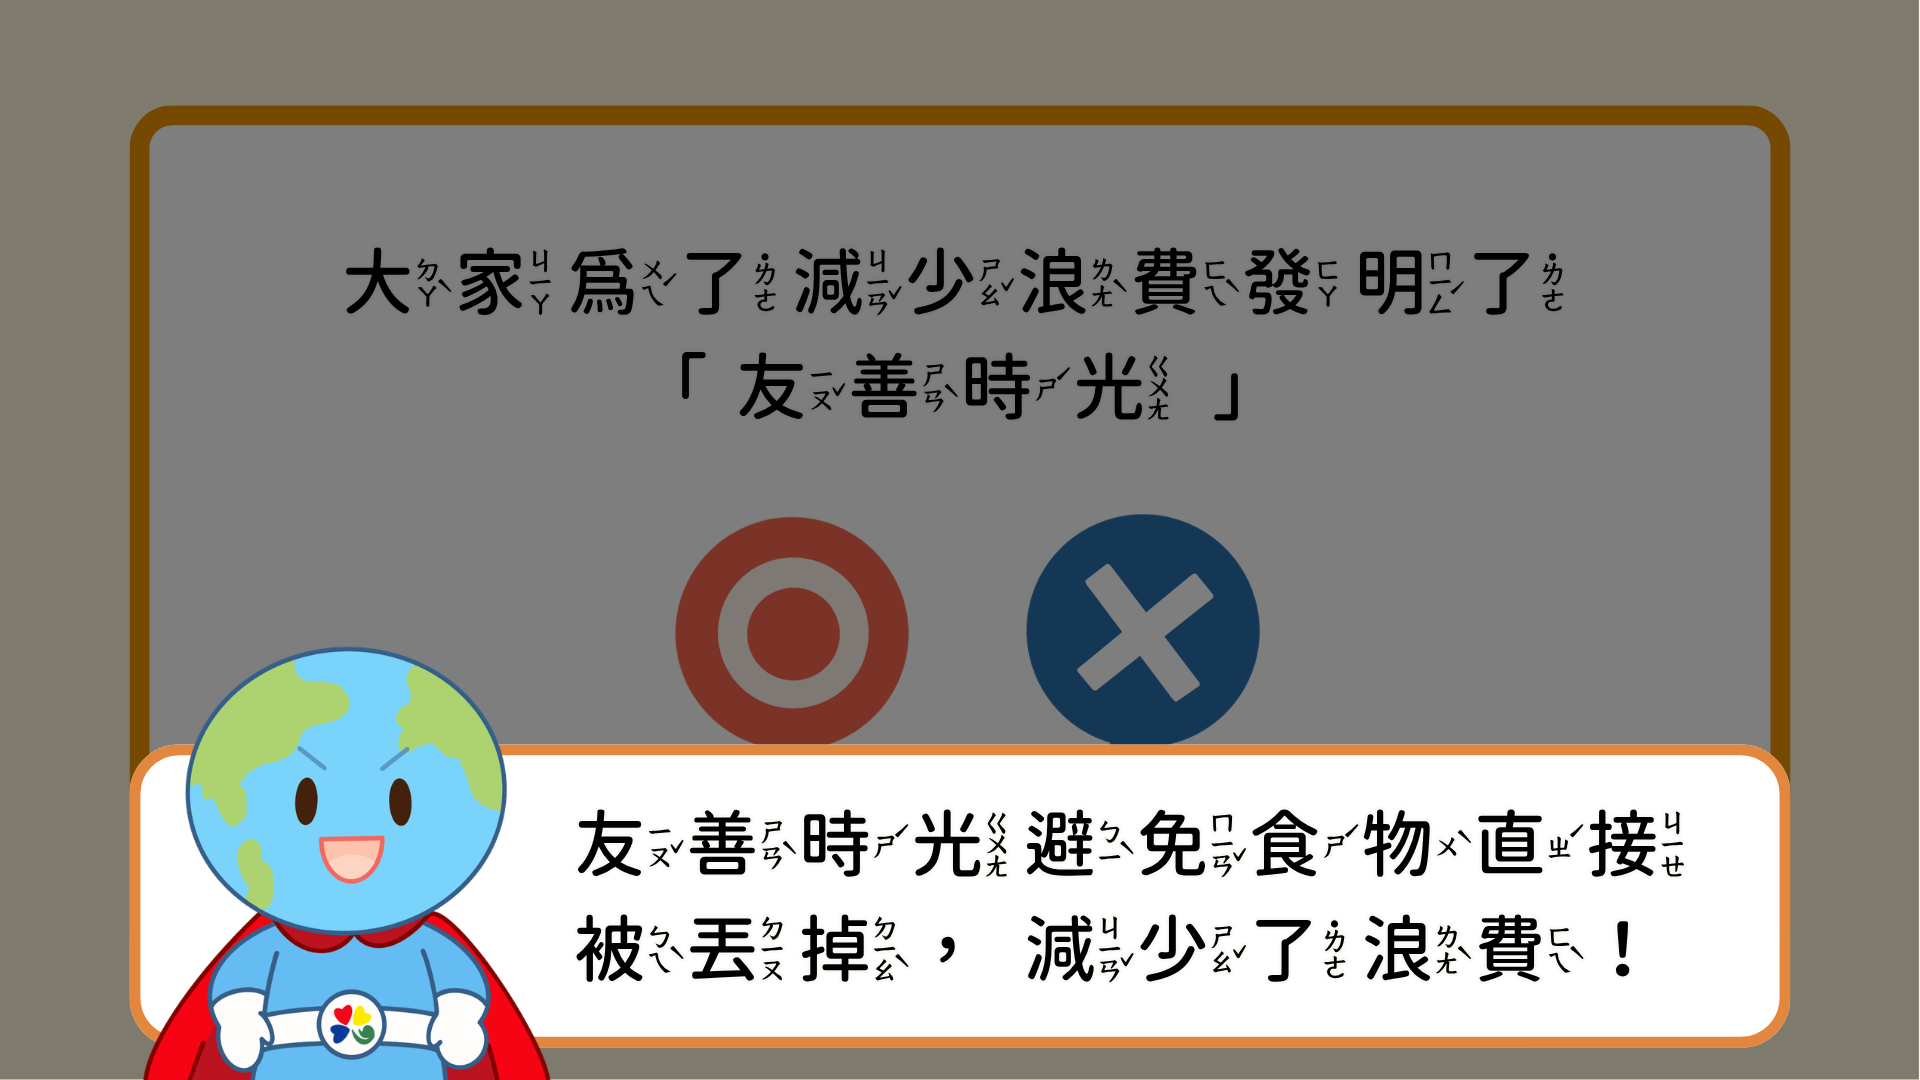 大家為了減少浪費發明了
「友善時光」
友善時光避免食物直接
被丟掉，減少了浪費！